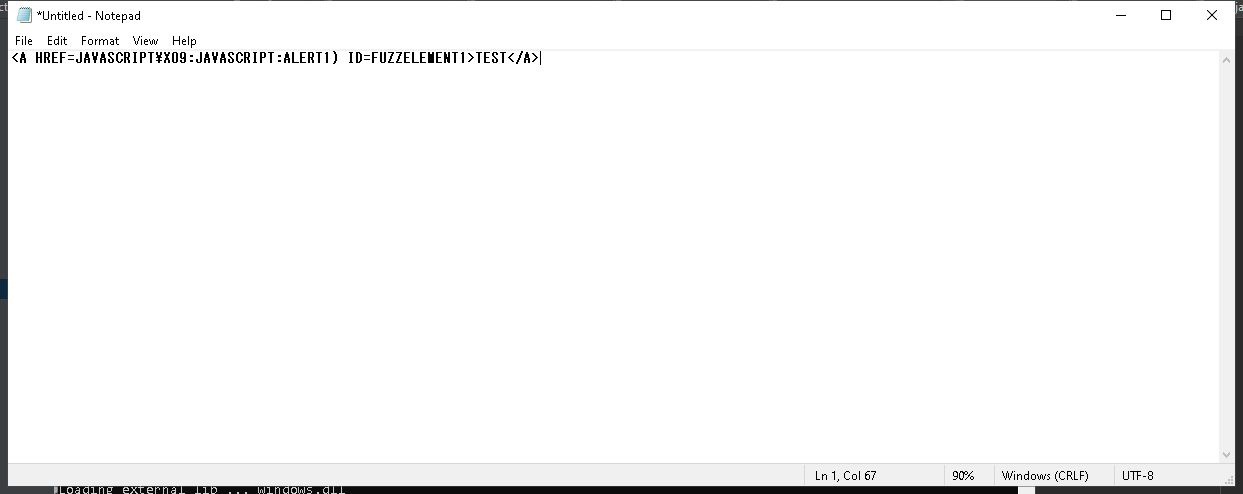 *Untitled - Notepad
File Edit Format View Help
<A HREF=JAVASCRIPT¥X09:JAVASCRIPT:ALERT1) ID=FUZZELEMENT1>TEST</A>
Ln 1, Col 67 90% Windows (CRLF) UTF-8
Loading external lib ... windows.dll